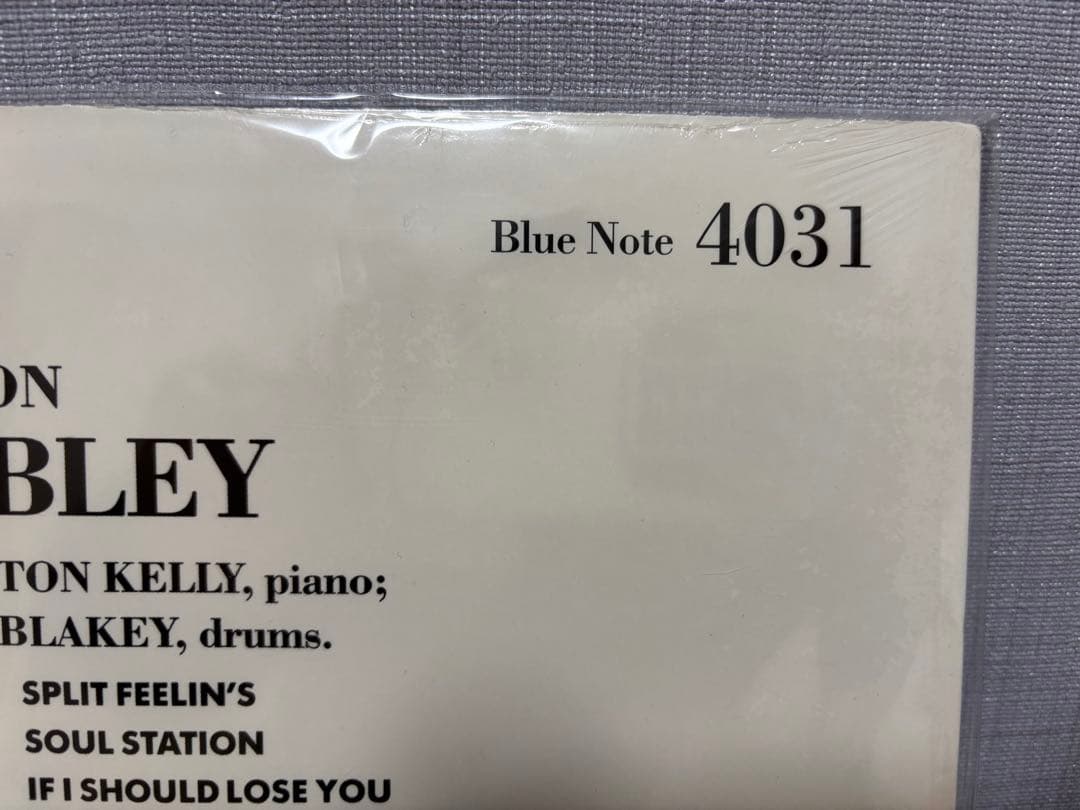 Blue Note 4031
ON
BLEY
TON KELLY, piano;
BLAKEY, drums.
SPLIT FEELIN'S
SOUL STATION
IF I SHOULD LOSE YOU